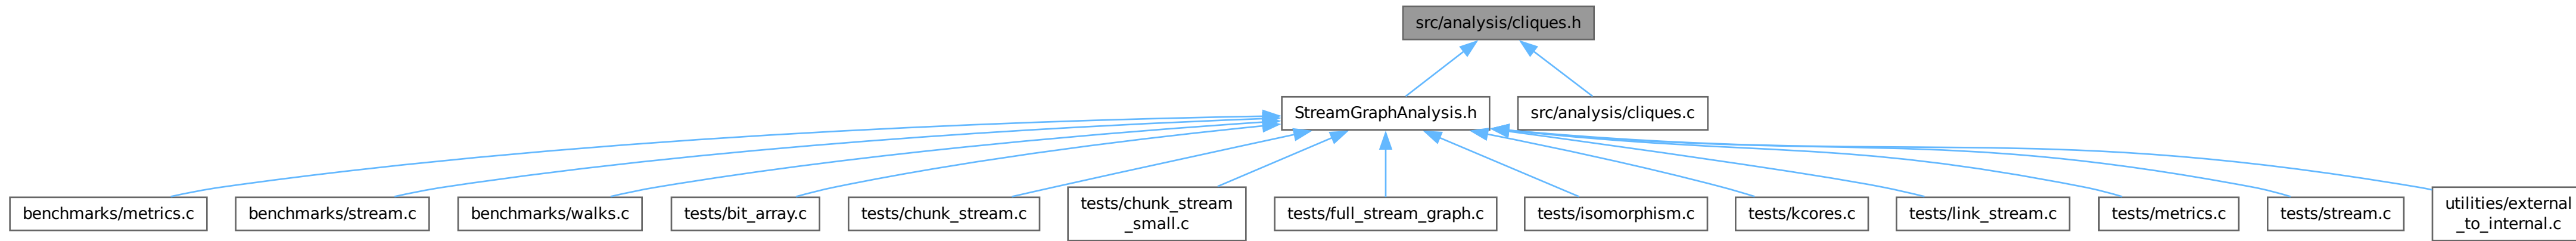 src/analysis/cliques.h
StreamGraphAnalysis.h
src/analysis/cliques.c
benchmarks/metrics.c
benchmarks/stream.c
benchmarks/walks.c
tests/bit_array.c
tests/chunk_stream.c
tests/chunk_stream
_small.c
tests/full_stream_graph.c
tests/isomorphism.c
tests/kcores.c
tests/link_stream.c
tests/metrics.c
tests/stream.c
utilities/external
_to_internal.c